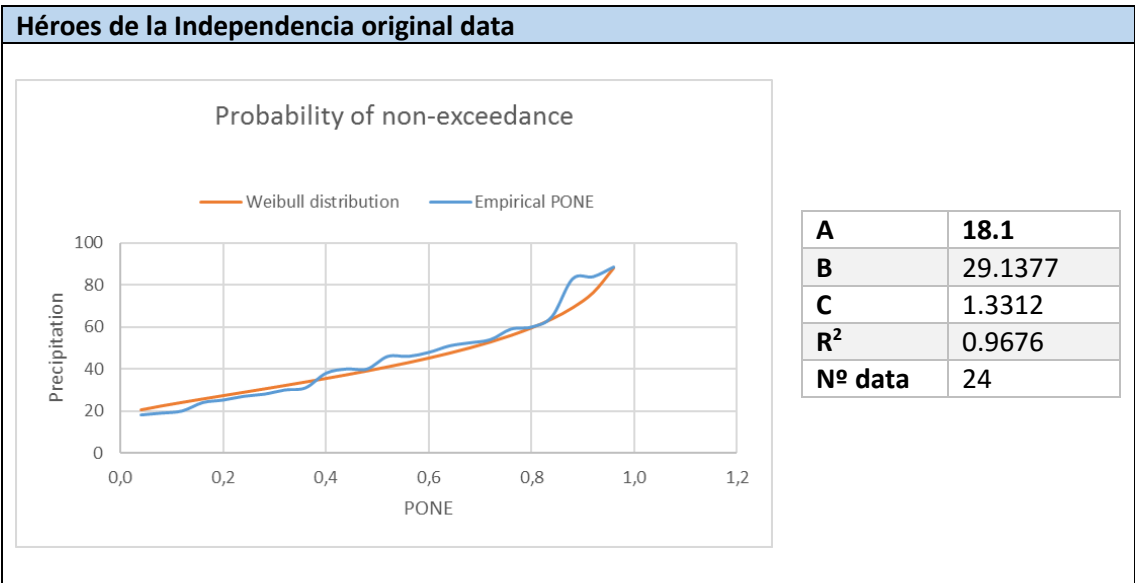 Héroes de la Independencia original data
Probability of non-exceedance
Weibull distribution Empirical PONE
100
80
60
40
20
0
Precipitation
0,0 0,2 0,4 0,6 0,8 1,0 1,2
PONE
A 18.1
B 29.1377
C 1.3312
R² 0.9676
Nº data 24